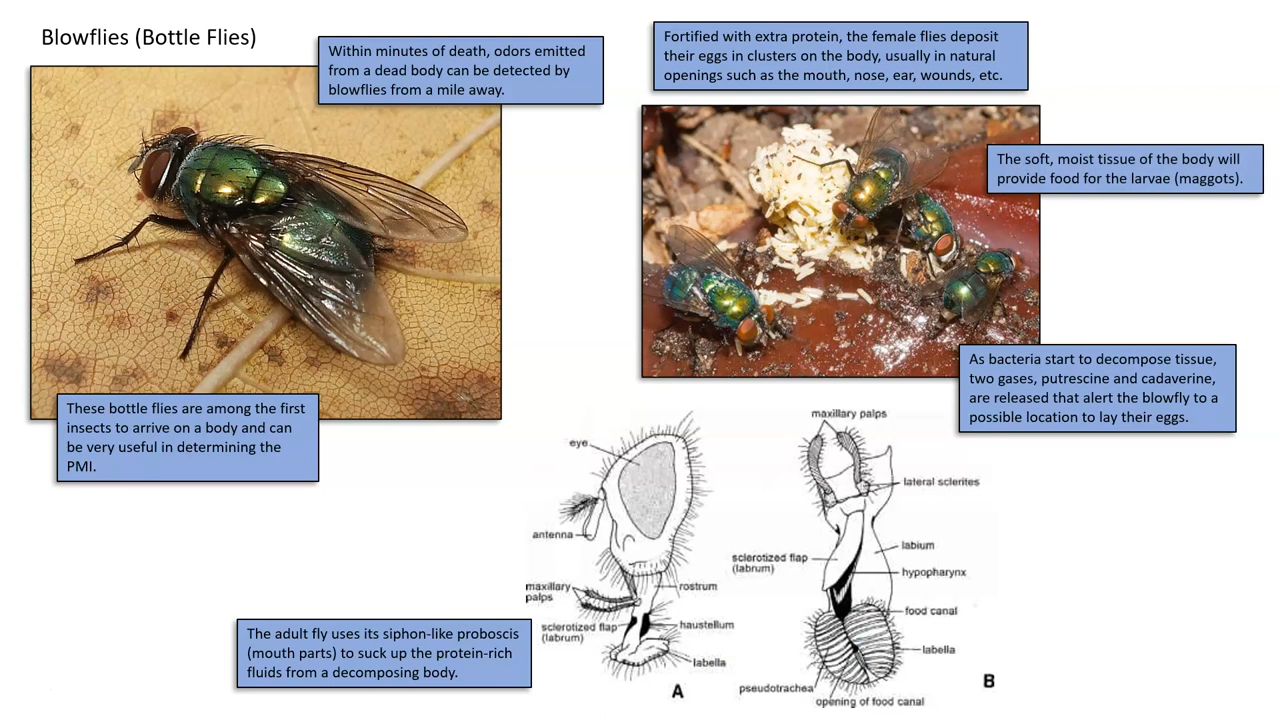 Blowflies (Bottle Flies)
Within minutes of death, odors emitted
from a dead body can be detected by
blowflies from a mile away.
Fortified with extra protein, the female flies deposit
their eggs in clusters on the body, usually in natural
openings such as the mouth, nose, ear, wounds, etc.
The soft, moist tissue of the body will
provide food for the larvae (maggots).
As bacteria start to decompose tissue,
two gases, putrescine and cadaverine,
are released that alert the blowfly to a
possible location to lay their eggs.
These bottle flies are among the first
insects to arrive on a body and can
be very useful in determining the
PMI.
The adult fly uses its siphon-like proboscis
(mouth parts) to suck up the protein-rich
fluids from a decomposing body.
eye
antenna
maxillary
palps
sclerotized flap
(labrum)
rostrum
haustellum
labella
A
maxillary palps
lateral sclerites
labium
sclerotized flap
(labrum)
hypopharynx
food canal
labella
pseudotrachea
opening of food canal
B